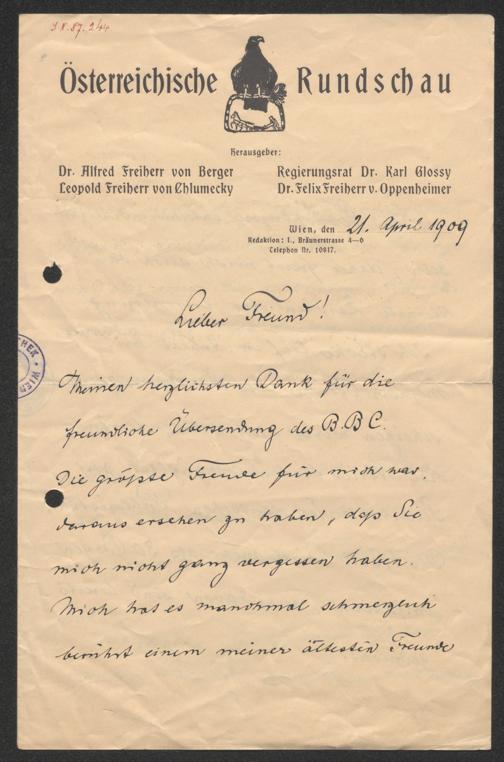 Österreichische Rundschau
Herausgeber:
Dr. Alfred Freiherr von Berger
Leopold Freiherr von Chlumecky
Regierungsrat Dr. Karl Glossy
Dr. Felix Freiherr v. Oppenheimer
Wien, den 21. April 1909
Redaktion: I., Bräunerstrasse 4—6
Telephon Nr. 10917.
Lieber Freund!
Meinen herzlichsten Dank für die
freundliche Übersendung des B.B.C.
Die größte Freude für mich war,
daraus ersehen zu haben, daß Sie
mich nicht ganz vergessen haben.
Mich hat es manchmal schmerzlich
berührt einem meiner ältesten Freunde
WIEN